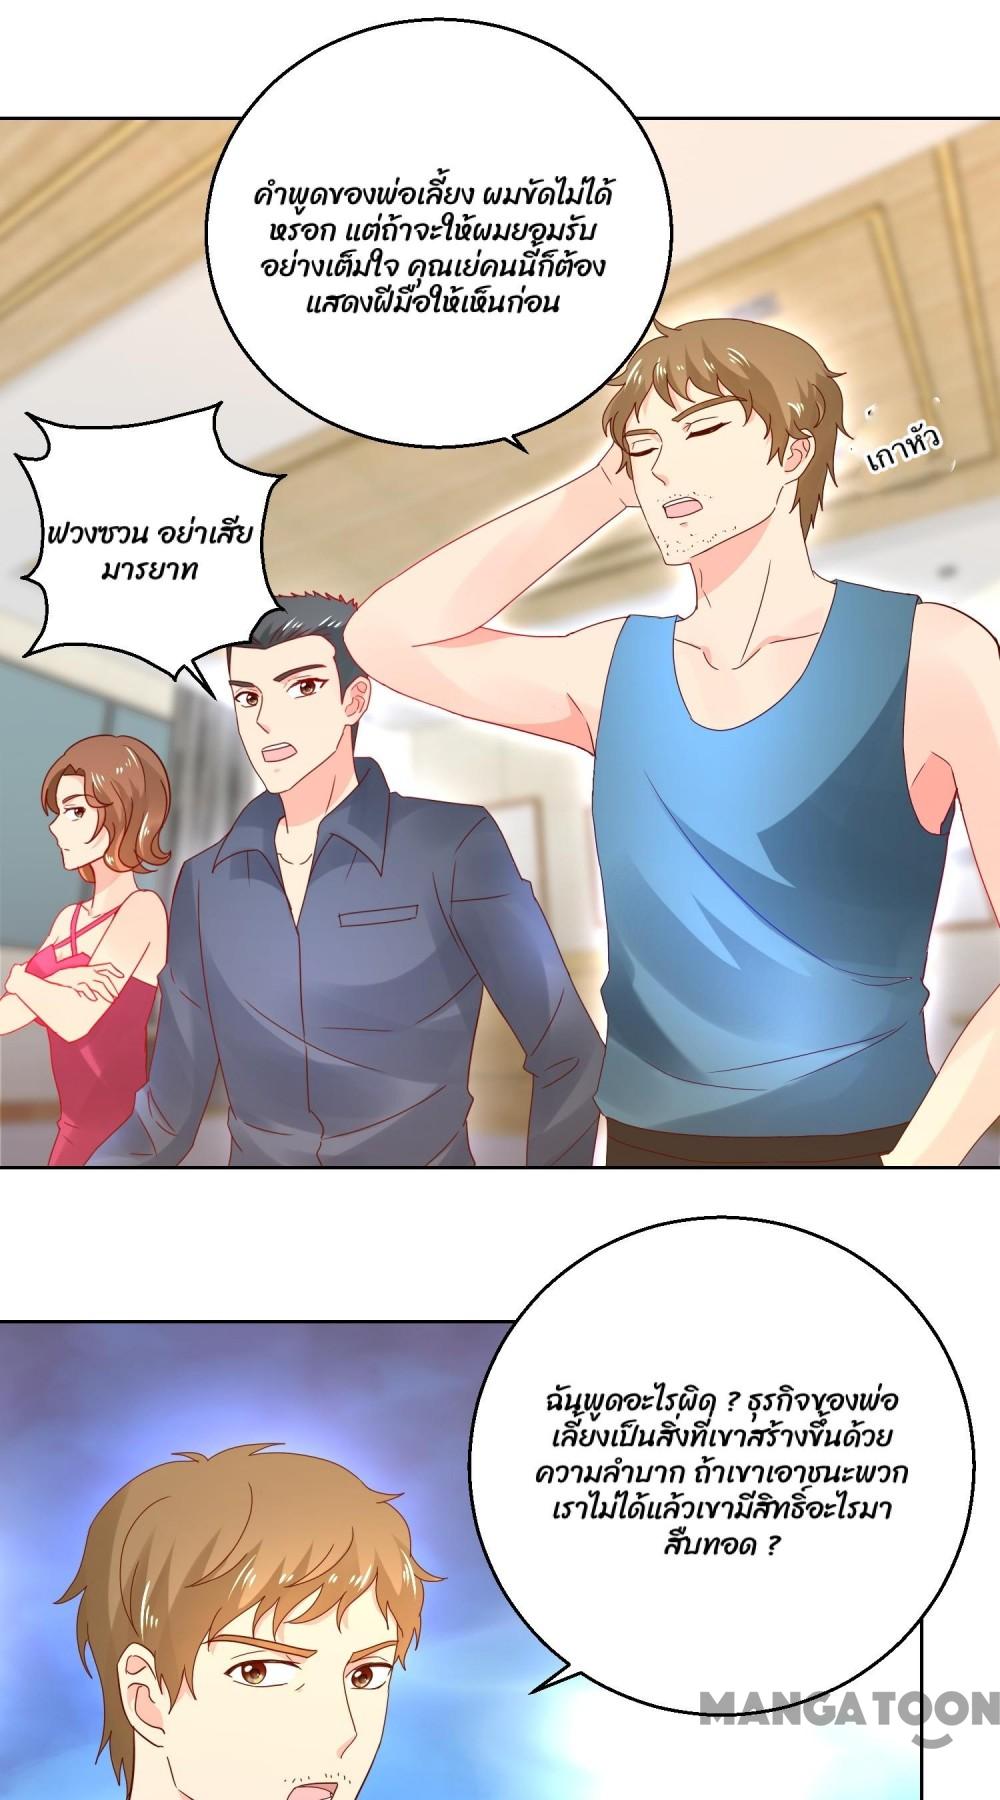 คำพูดของพ่อเลี้ยง ผมขัดไม่ได้
หรอก แต่ถ้าจะให้ผมยอมรับ
อย่างเต็มใจ คุณเย่คนนี้ก็ต้อง
แสดงฝีมือให้เห็นก่อน
เกาหัว
ฟวงซวน อย่าเสีย
มารยาท
ฉันพูดอะไรผิด ? ธุรกิจของพ่อ
เลี้ยงเป็นสิ่งที่เขาสร้างขึ้นด้วย
ความลำบาก ถ้าเขาเอาชนะพวก
เราไม่ได้แล้วเขามีสิทธิ์อะไรมา
สืบทอด ?
MANGATOON